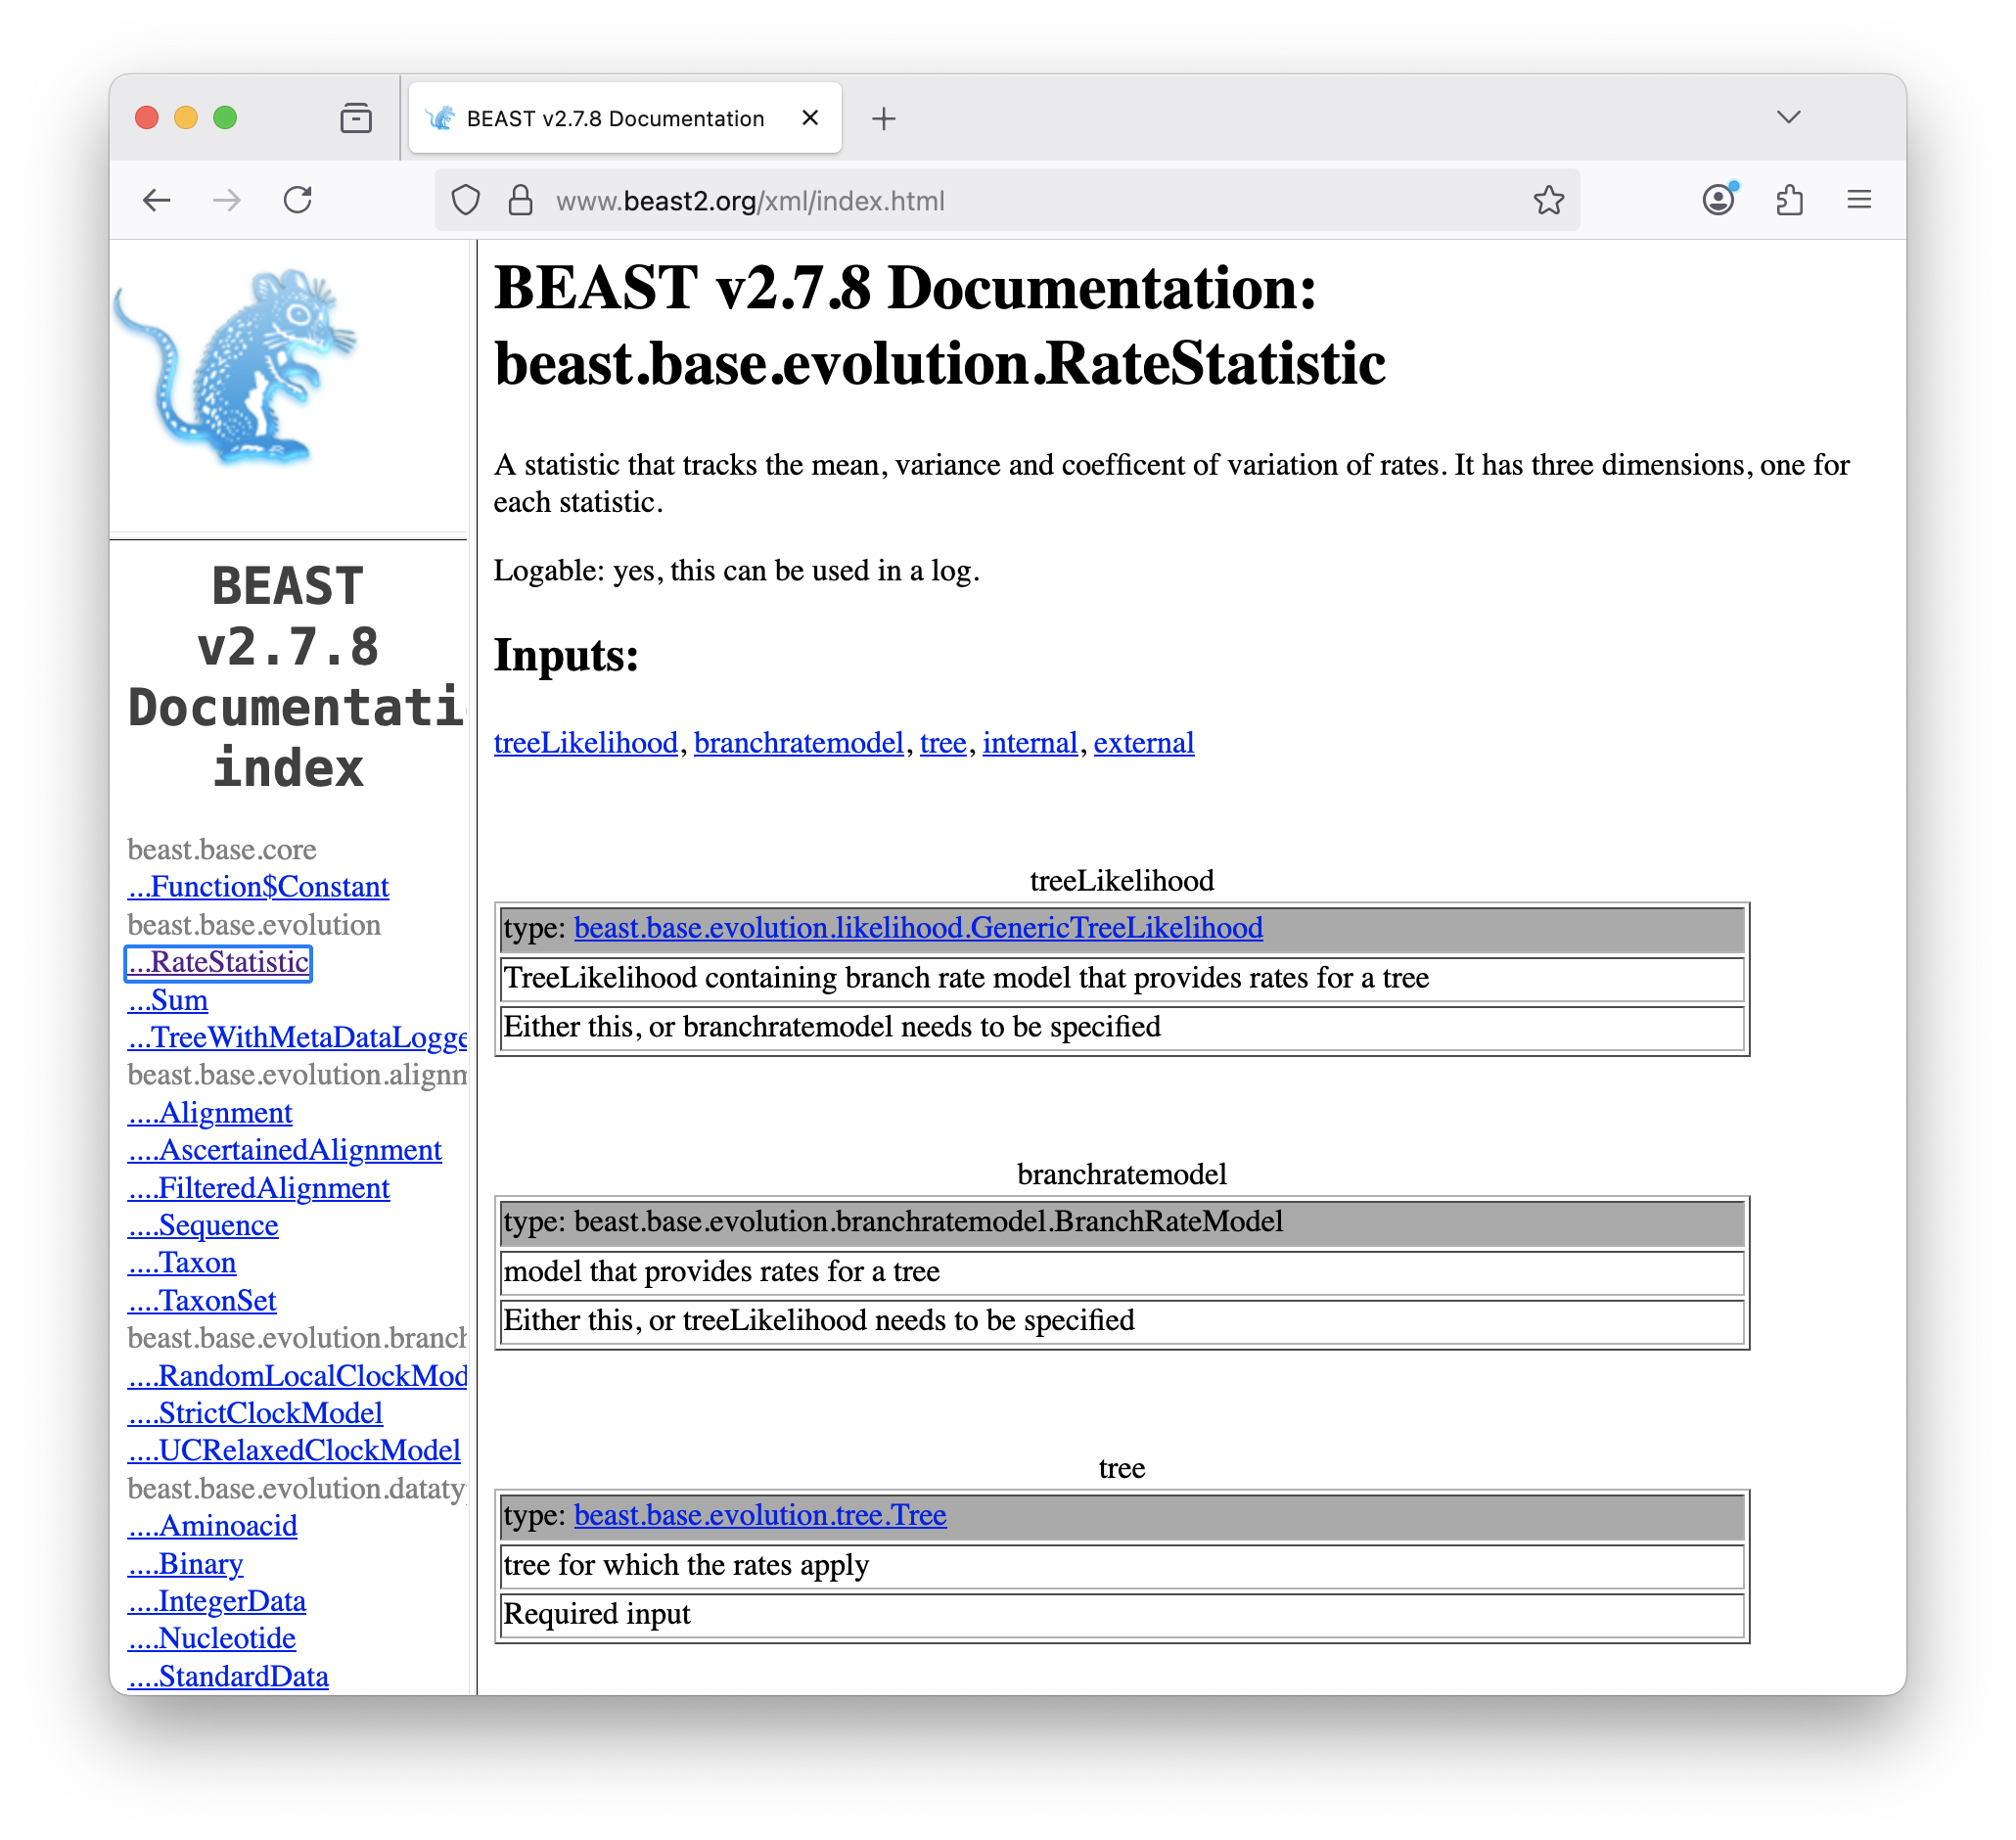 BEAST v2.7.8 Documentation
www.beast2.org/xml/index.html
BEAST
v2.7.8
Documentati
index
beast.base.core
...Function$Constant
beast.base.evolution
...RateStatistic
...Sum
...TreeWithMetaDataLogge
beast.base.evolution.alignm
....Alignment
....AscertainedAlignment
....FilteredAlignment
....Sequence
....Taxon
....TaxonSet
beast.base.evolution.branch
....RandomLocalClockMod
....StrictClockModel
....UCRelaxedClockModel
beast.base.evolution.dataty
....Aminoacid
....Binary
....IntegerData
....Nucleotide
....StandardData
BEAST v2.7.8 Documentation:
beast.base.evolution.RateStatistic
A statistic that tracks the mean, variance and coefficent of variation of rates. It has three dimensions, one for
each statistic.
Logable: yes, this can be used in a log.
Inputs:
treeLikelihood, branchratemodel, tree, internal, external
treeLikelihood
type: beast.base.evolution.likelihood.GenericTreeLikelihood
TreeLikelihood containing branch rate model that provides rates for a tree
Either this, or branchratemodel needs to be specified
branchratemodel
type: beast.base.evolution.branchratemodel.BranchRateModel
model that provides rates for a tree
Either this, or treeLikelihood needs to be specified
tree
type: beast.base.evolution.tree.Tree
tree for which the rates apply
Required input